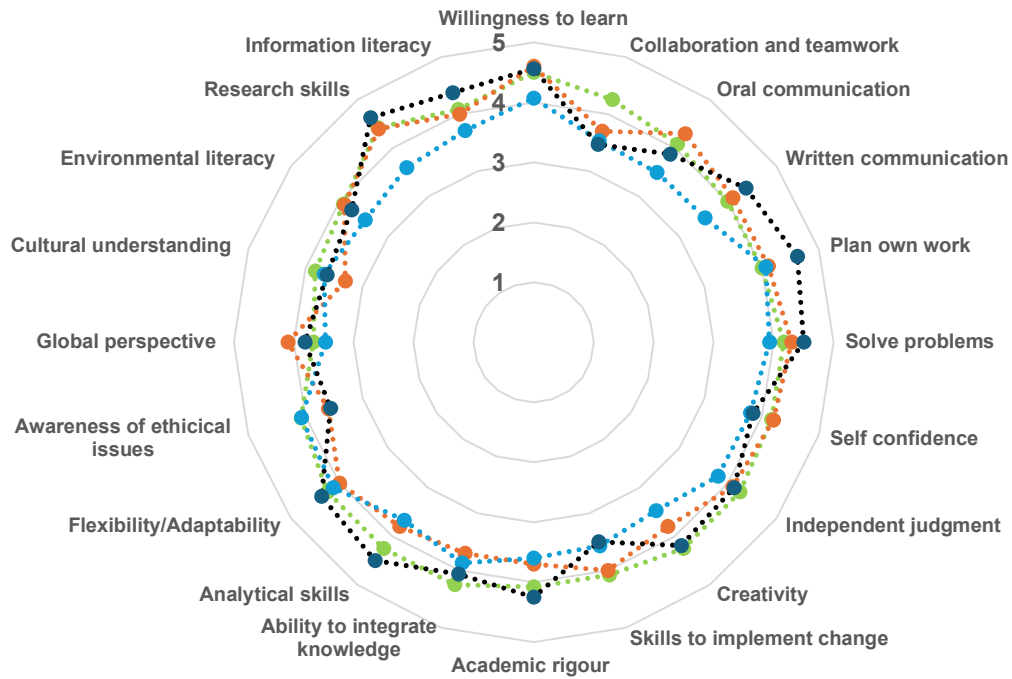 Willingness to learn
Collaboration and teamwork
Oral communication
Written communication
Plan own work
Solve problems
Self confidence
Independent judgment
Creativity
Skills to implement change
Academic rigour
Ability to integrate
knowledge
Analytical skills
Flexibility/Adaptability
Awareness of ethicical
issues
Global perspective
Cultural understanding
Environmental literacy
Research skills
Information literacy
5
4
3
2
1